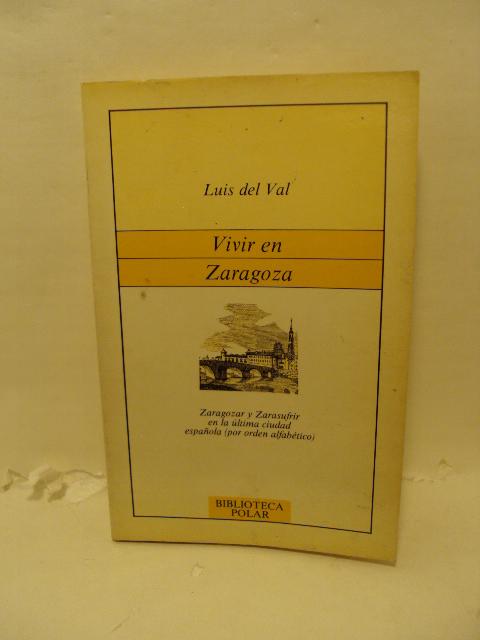 Luis del Val
Vivir en
Zaragoza
Zaragozar y Zarasufrir
en la última ciudad
española (por orden alfabético)
BIBLIOTECA
POLAR